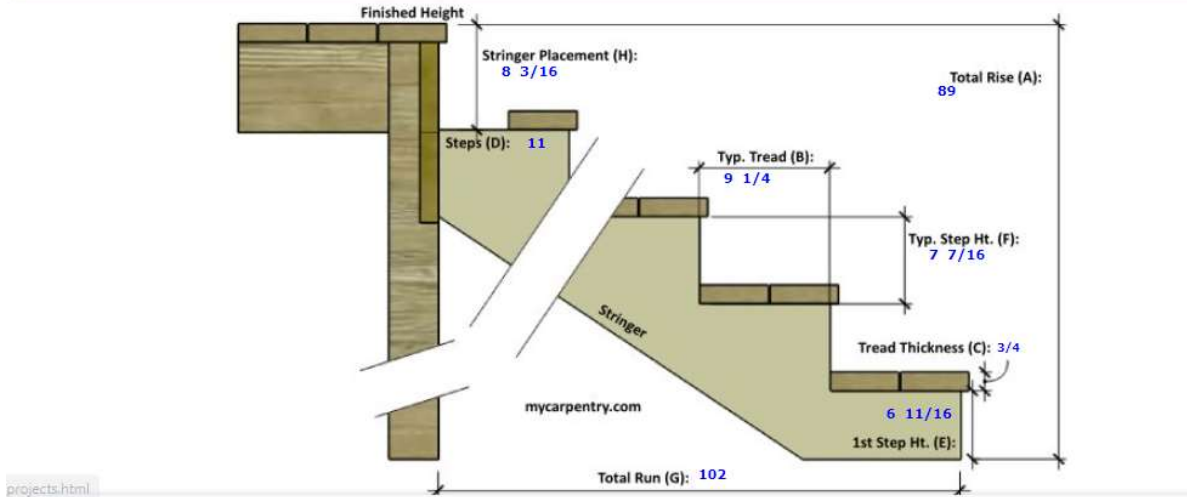 Finished Height
Stringer Placement (H):
8 3/16
Total Rise (A):
89
Steps (D): 11
Typ. Tread (B):
9 1/4
Typ. Step Ht. (F):
7 7/16
Stringer
Tread Thickness (C): 3/4
mycarpentry.com
6 11/16
1st Step Ht. (E):
Total Run (G): 102
projects.html